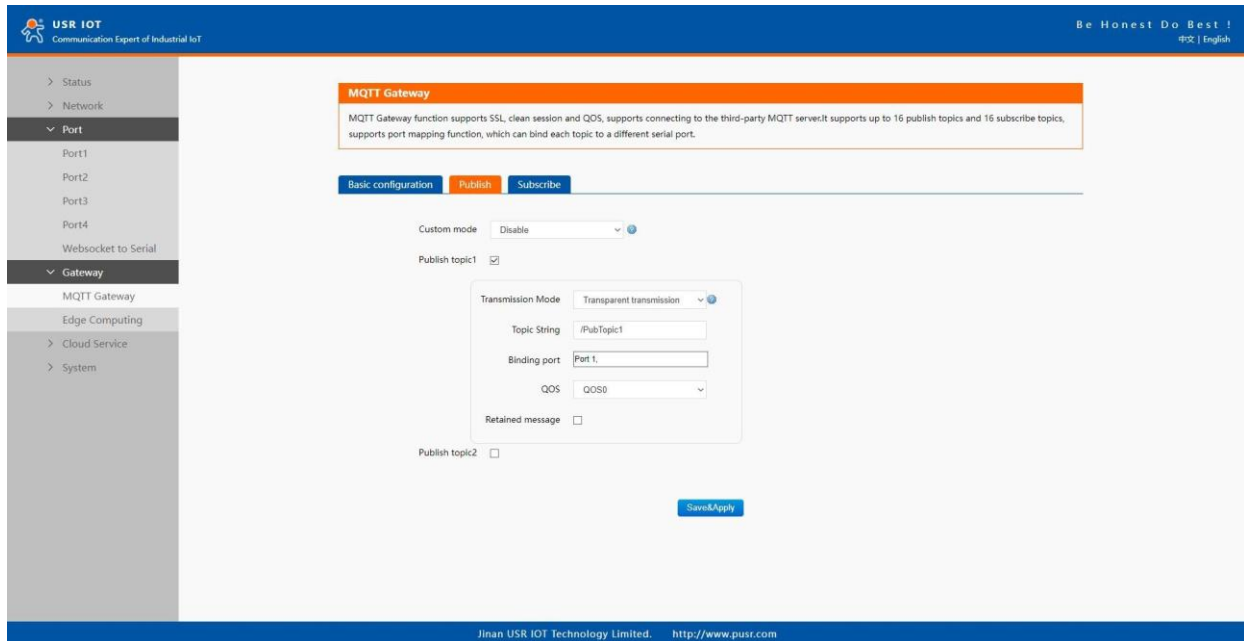 USR IOT
Communication Expert of Industrial IoT
Be Honest Do Best !
中文 | English
Status
Network
Port
Port1
Port2
Port3
Port4
Websocket to Serial
Gateway
MQTT Gateway
Edge Computing
Cloud Service
System
MQTT Gateway
MQTT Gateway function supports SSL, clean session and QOS, supports connecting to the third-party MQTT server.It supports up to 16 publish topics and 16 subscribe topics,
supports port mapping function, which can bind each topic to a different serial port.
Basic configuration Publish Subscribe
Custom mode Disable
Publish topic1
Transmission Mode Transparent transmission
Topic String /PubTopic1
Binding port Port 1,
QOS QOS0
Retained message
Publish topic2
Save&Apply
Jinan USR IOT Technology Limited. http://www.pusr.com